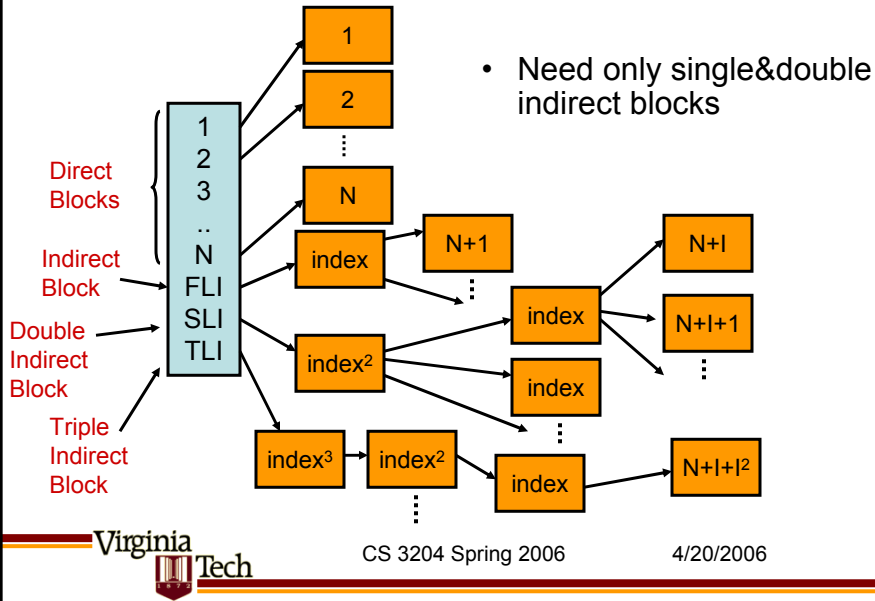 1
• Need only single&double
indirect blocks
2
1
2
3
..
N
FLI
SLI
TLI
Direct
Blocks
N
Indirect
Block
index
N+1
N+I
Double
Indirect
Block
index²
index
N+I+1
index
Triple
Indirect
Block
index³
index²
index
N+I+I²
Virginia
Tech
1872
CS 3204 Spring 2006
4/20/2006